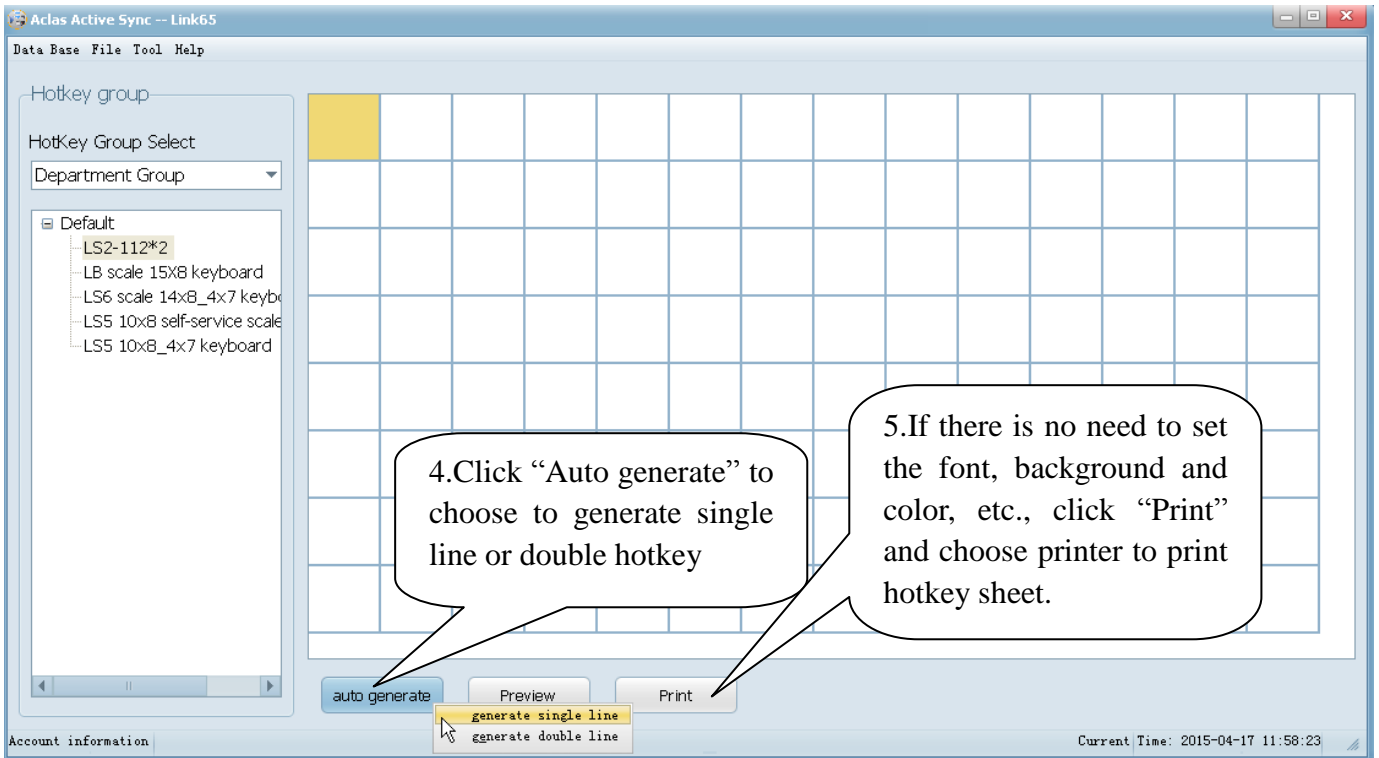 Aclas Active Sync -- Link65
Data Base File Tool Help
Hotkey group
HotKey Group Select
Department Group
Default
LS2-112*2
LB scale 15X8 keyboard
LS6 scale 14x8_4x7 keybo
LS5 10x8 self-service scale
LS5 10x8_4x7 keyboard
4.Click “Auto generate” to
choose to generate single
line or double hotkey
5.If there is no need to set
the font, background and
color, etc., click “Print”
and choose printer to print
hotkey sheet.
auto generate
Preview
Print
generate single line
generate double line
Account information
Current Time: 2015-04-17 11:58:23